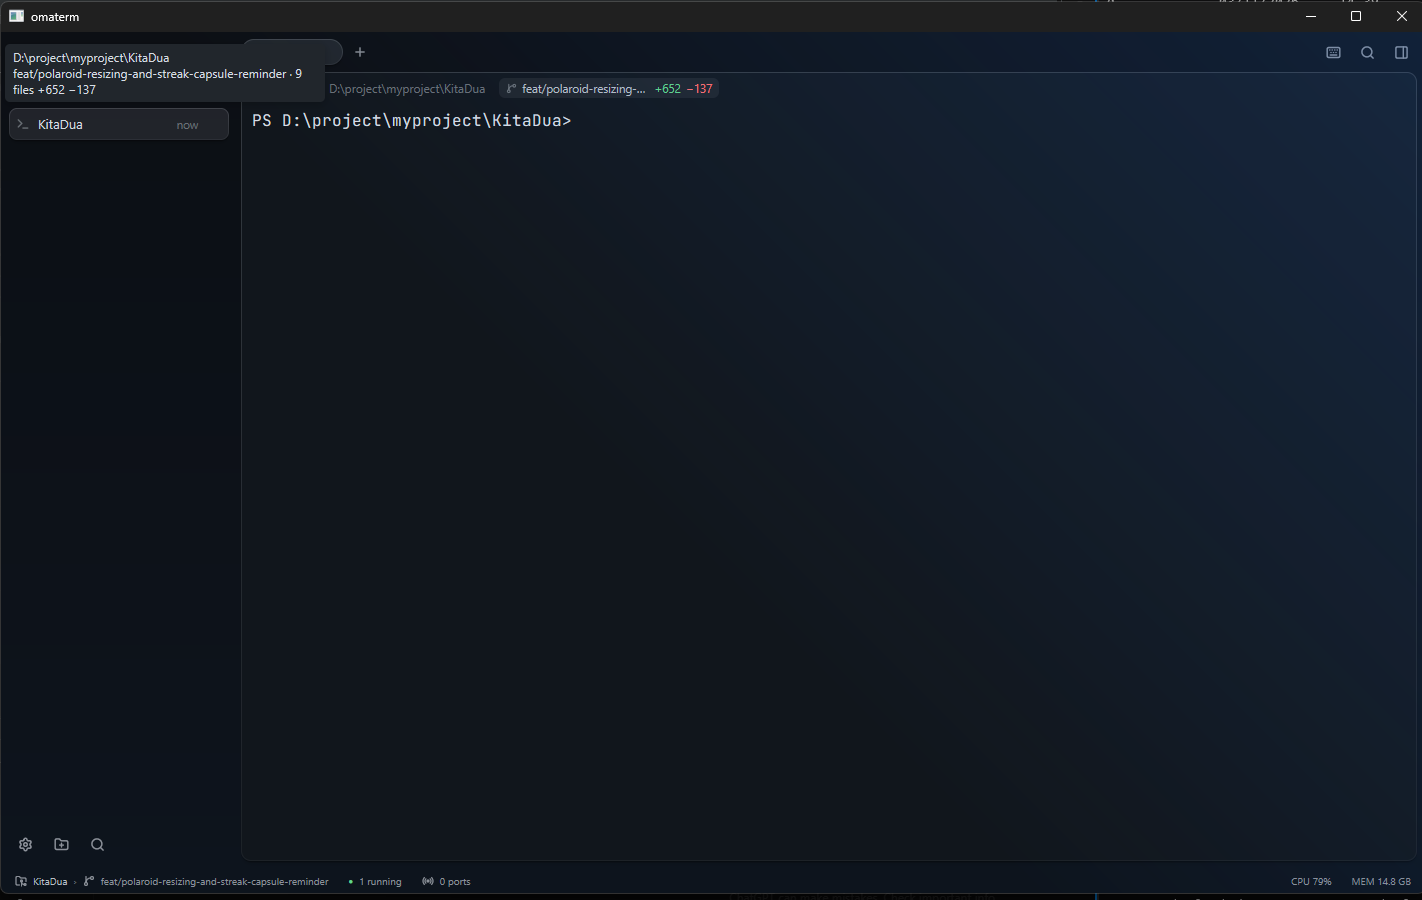 omaterm
D:\project\myproject\KitaDua
feat/polaroid-resizing-and-streak-capsule-reminder · 9
files +652 −137
D:\project\myproject\KitaDua
feat/polaroid-resizing-... +652 −137
KitaDua now
PS D:\project\myproject\KitaDua>
KitaDua › feat/polaroid-resizing-and-streak-capsule-reminder • 1 running 0 ports CPU 79% MEM 14.8 GB